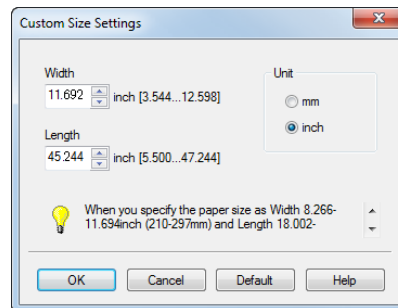 Custom Size Settings
Width
11.692 inch [3.544...12.598]
Unit
mm
inch
Length
45.244 inch [5.500...47.244]
When you specify the paper size as Width 8.266-
11.694inch (210-297mm) and Length 18.002-
OK Cancel Default Help